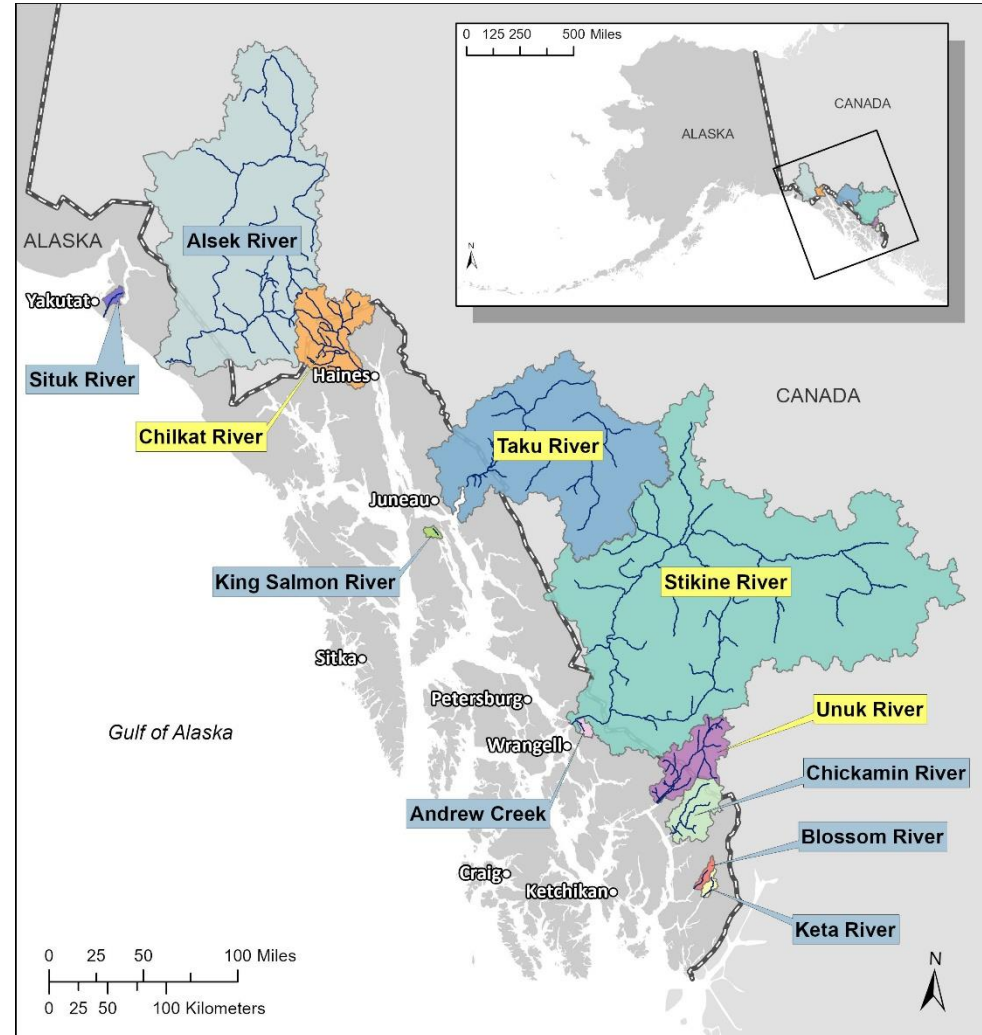 0 125 250 500 Miles
CANADA
ALASKA
N
ALASKA
Alsek River
Yakutat
Situk River
Haines
Chilkat River
CANADA
Taku River
Juneau
King Salmon River
Stikine River
Sitka
Petersburg
Unuk River
Gulf of Alaska
Wrangell
Chickamin River
Andrew Creek
Blossom River
Craig
Ketchikan
Keta River
0 25 50 100 Miles
0 25 50 100 Kilometers
N